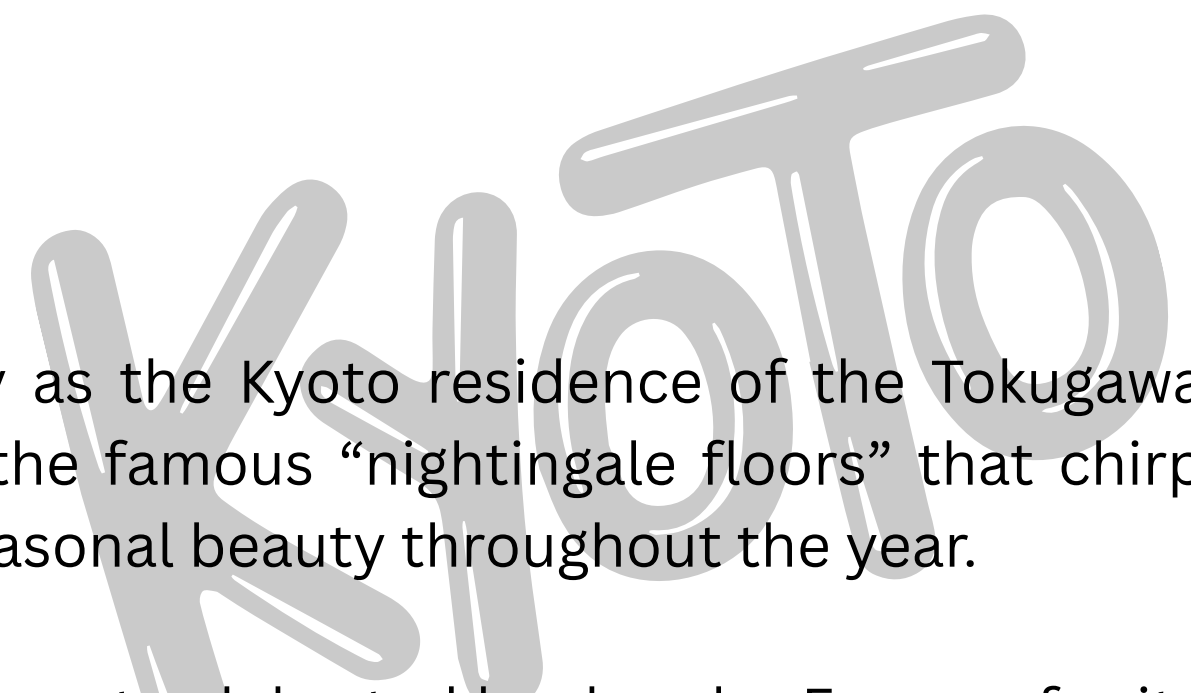 KYOTO
as the Kyoto residence of the Tokugawa
the famous “nightingale floors” that chirp
asonal beauty throughout the year.